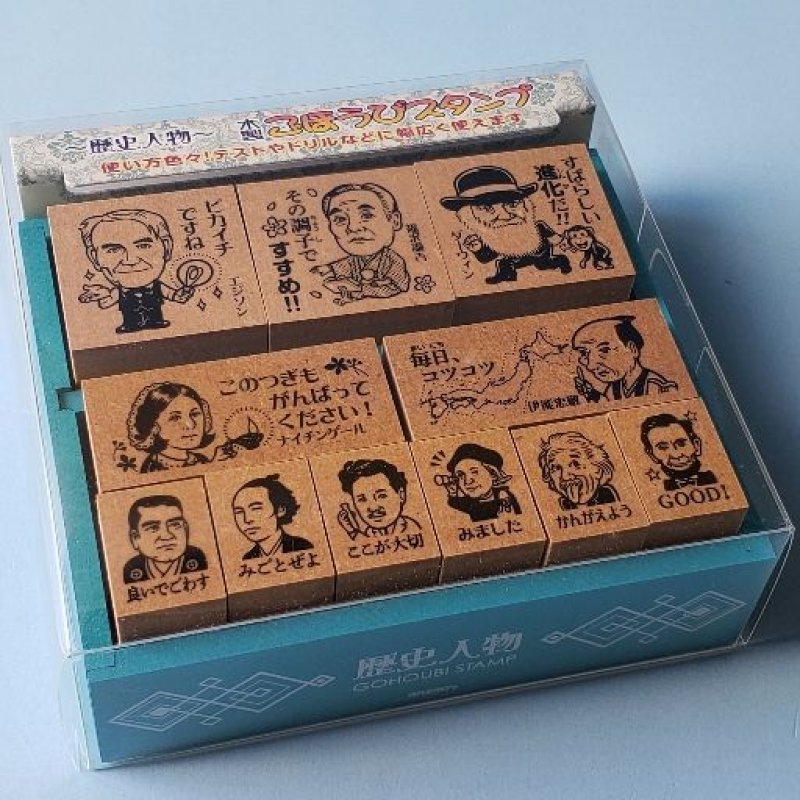 ～歴史人物～
木製
ごほうびスタンプ
使い方色々!テストやドリルなどに幅広く使えます
ピカイチ
ですね
エジソン
その調子で
すすめ!!
すばらしい
進化だ!!
ダーウィン
このつぎも
がんばって
ください!
ナイチンゲール
毎日、
コツコツ
伊能忠敬
良いでごわす
みごとぜよ
ここが大切
みました
かんがえよう
GOOD!
歴史人物
GOHOUBI STAMP